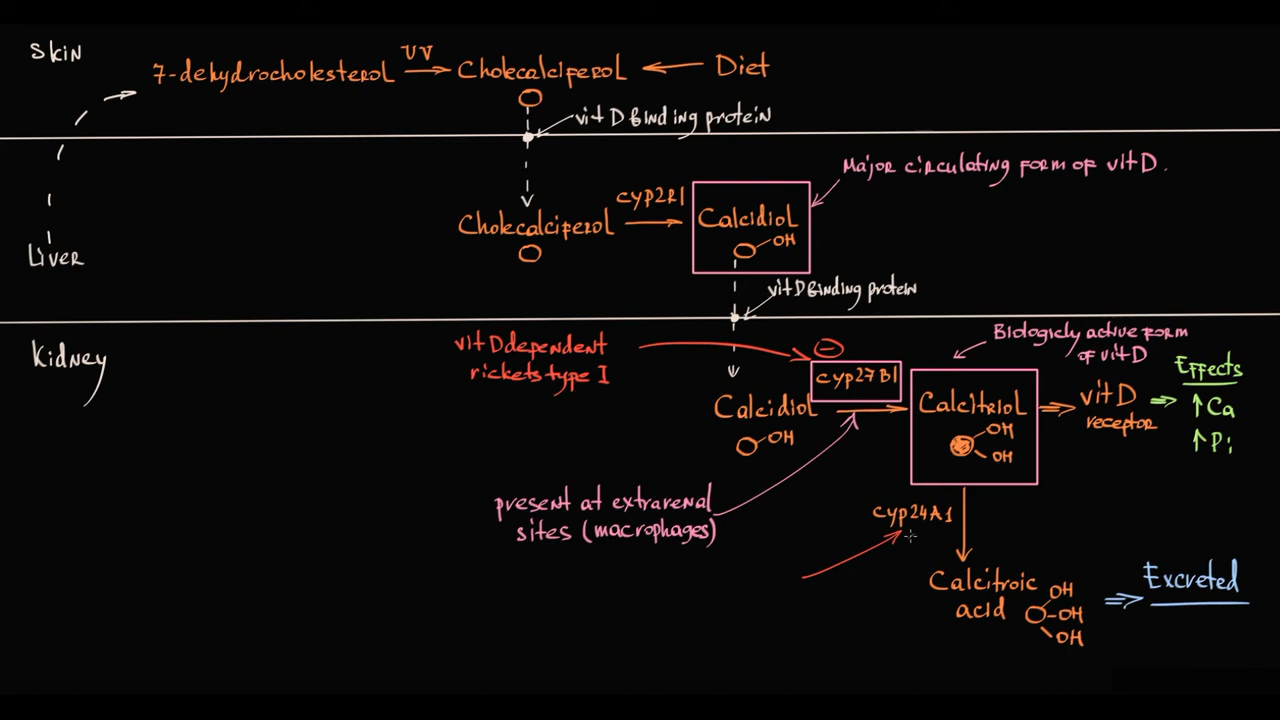 Skin
7-dehydrocholesterol UV Cholecalciferol Diet
vit D Binding protein
Major circulating form of vit D.
Liver
Cholecalciferol cyp2R1 Calcidiol
OH
vit D Binding protein
Kidney
vit D dependent
rickets type I
cyp27B1
Biologicly active form
of vit D
Calcidiol
OH
Calcitriol
OH
OH
vit D
receptor
Effects
↑ Ca
↑ Pi
present at extrarenal
sites (macrophages)
cyp24A1
Calcitroic
acid
OH
OH
OH
Excreted